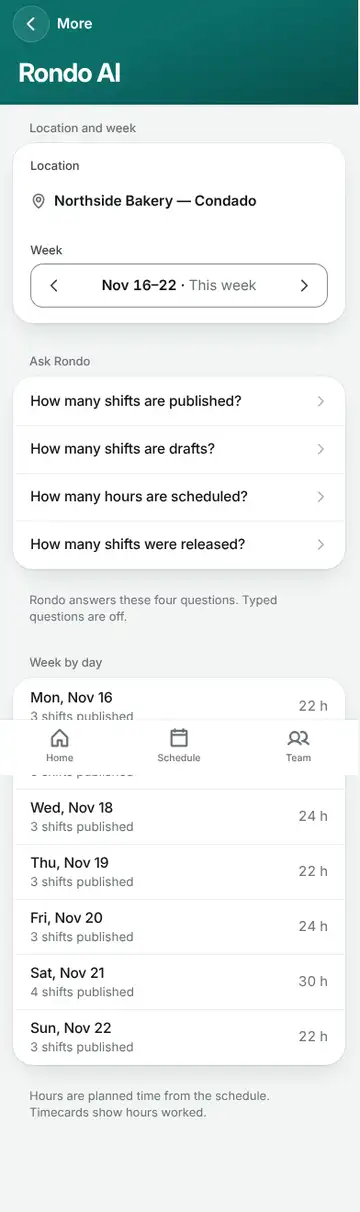 More
Rondo AI
Location and week
Location
Northside Bakery — Condado
Week
Nov 16–22 · This week
Ask Rondo
How many shifts are published?
How many shifts are drafts?
How many hours are scheduled?
How many shifts were released?
Rondo answers these four questions. Typed
questions are off.
Week by day
Mon, Nov 16
22 h
3 shifts published
Home
Schedule
Team
Wed, Nov 18
24 h
3 shifts published
Thu, Nov 19
22 h
3 shifts published
Fri, Nov 20
24 h
3 shifts published
Sat, Nov 21
30 h
4 shifts published
Sun, Nov 22
22 h
3 shifts published
Hours are planned time from the schedule.
Timecards show hours worked.